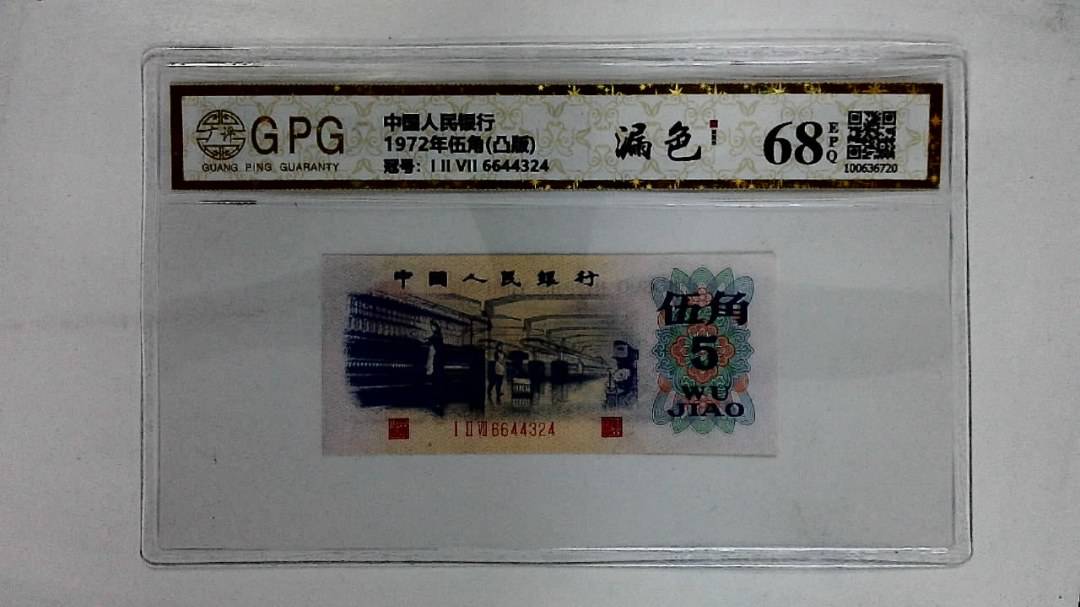 广评
GPG
GUANG PING GUARANTY
中国人民银行
1972年伍角(凸版)
冠号: I II VII 6644324
漏色
68
EPQ
100636720
中國人民銀行
伍角
5
WU
JIAO
I II VII 6644324